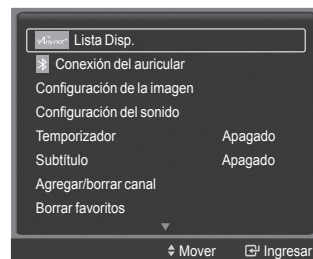 Anynet+ Lista Disp.
Conexión del auricular
Configuración de la imagen
Configuración del sonido
Temporizador Apagado
Subtítulo Apagado
Agregar/borrar canal
Borrar favoritos
Mover Ingresar